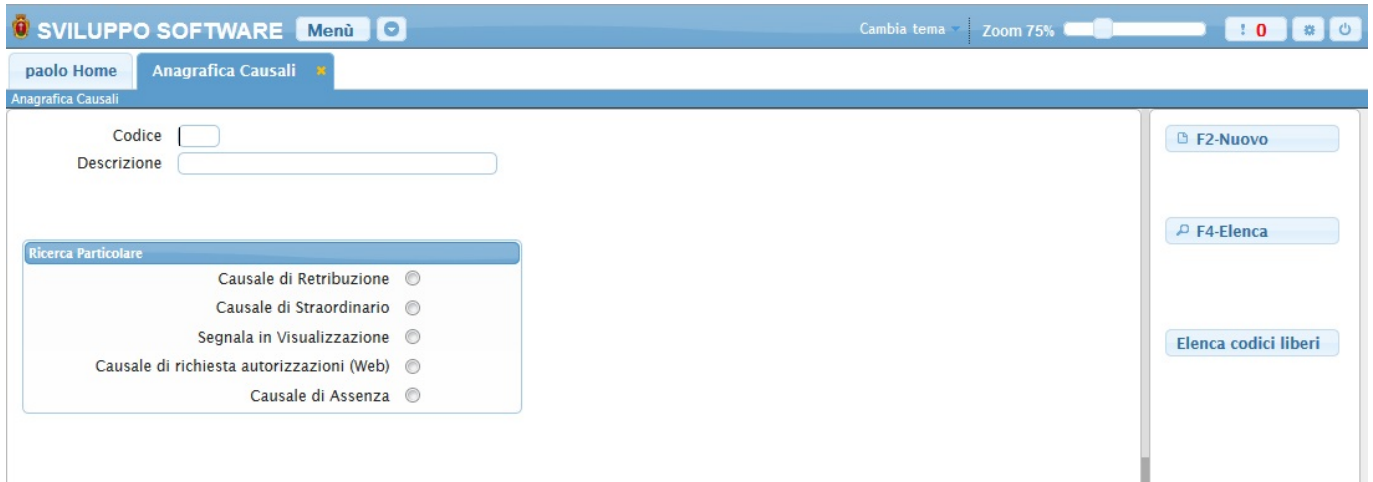 SVILUPPO SOFTWARE Menù Cambia tema Zoom 75% ! 0
paolo Home Anagrafica Causali
Anagrafica Causali
Codice
Descrizione
Ricerca Particolare
Causale di Retribuzione
Causale di Straordinario
Segnala in Visualizzazione
Causale di richiesta autorizzazioni (Web)
Causale di Assenza
F2-Nuovo
F4-Elenca
Elenca codici liberi